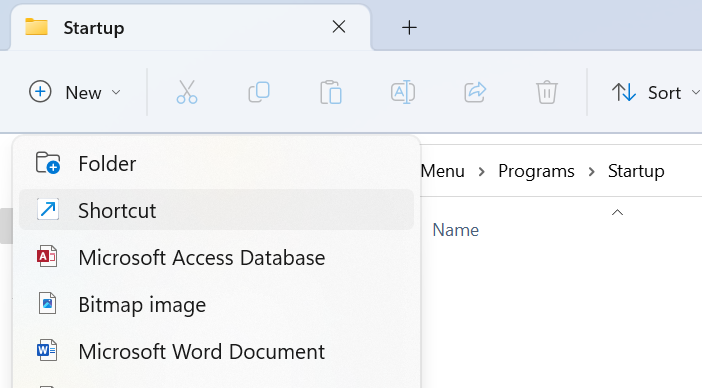 Startup
New
Sort
Folder
Shortcut
Microsoft Access Database
Bitmap image
Microsoft Word Document
Menu > Programs > Startup
Name